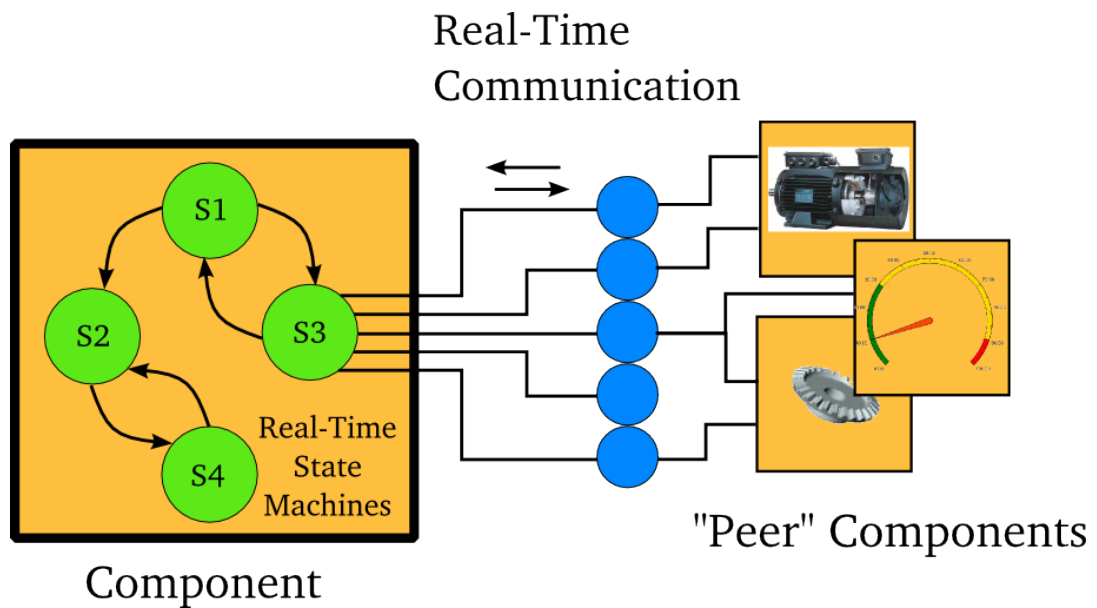 Real-Time
Communication
S1
S2
S3
S4
Real-Time
State
Machines
"Peer" Components
Component